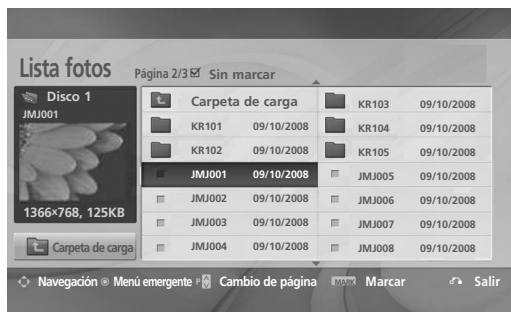 Lista fotos
Página 2/3 Sin marcar
Disco 1
JMJ001
1366×768, 125KB
Carpeta de carga
Carpeta de carga
KR101 09/10/2008
KR102 09/10/2008
JMJ001 09/10/2008
JMJ002 09/10/2008
JMJ003 09/10/2008
JMJ004 09/10/2008
KR103 09/10/2008
KR104 09/10/2008
KR105 09/10/2008
JMJ005 09/10/2008
JMJ006 09/10/2008
JMJ007 09/10/2008
JMJ008 09/10/2008
Navegación Menú emergente P Cambio de página MARK Marcar Salir